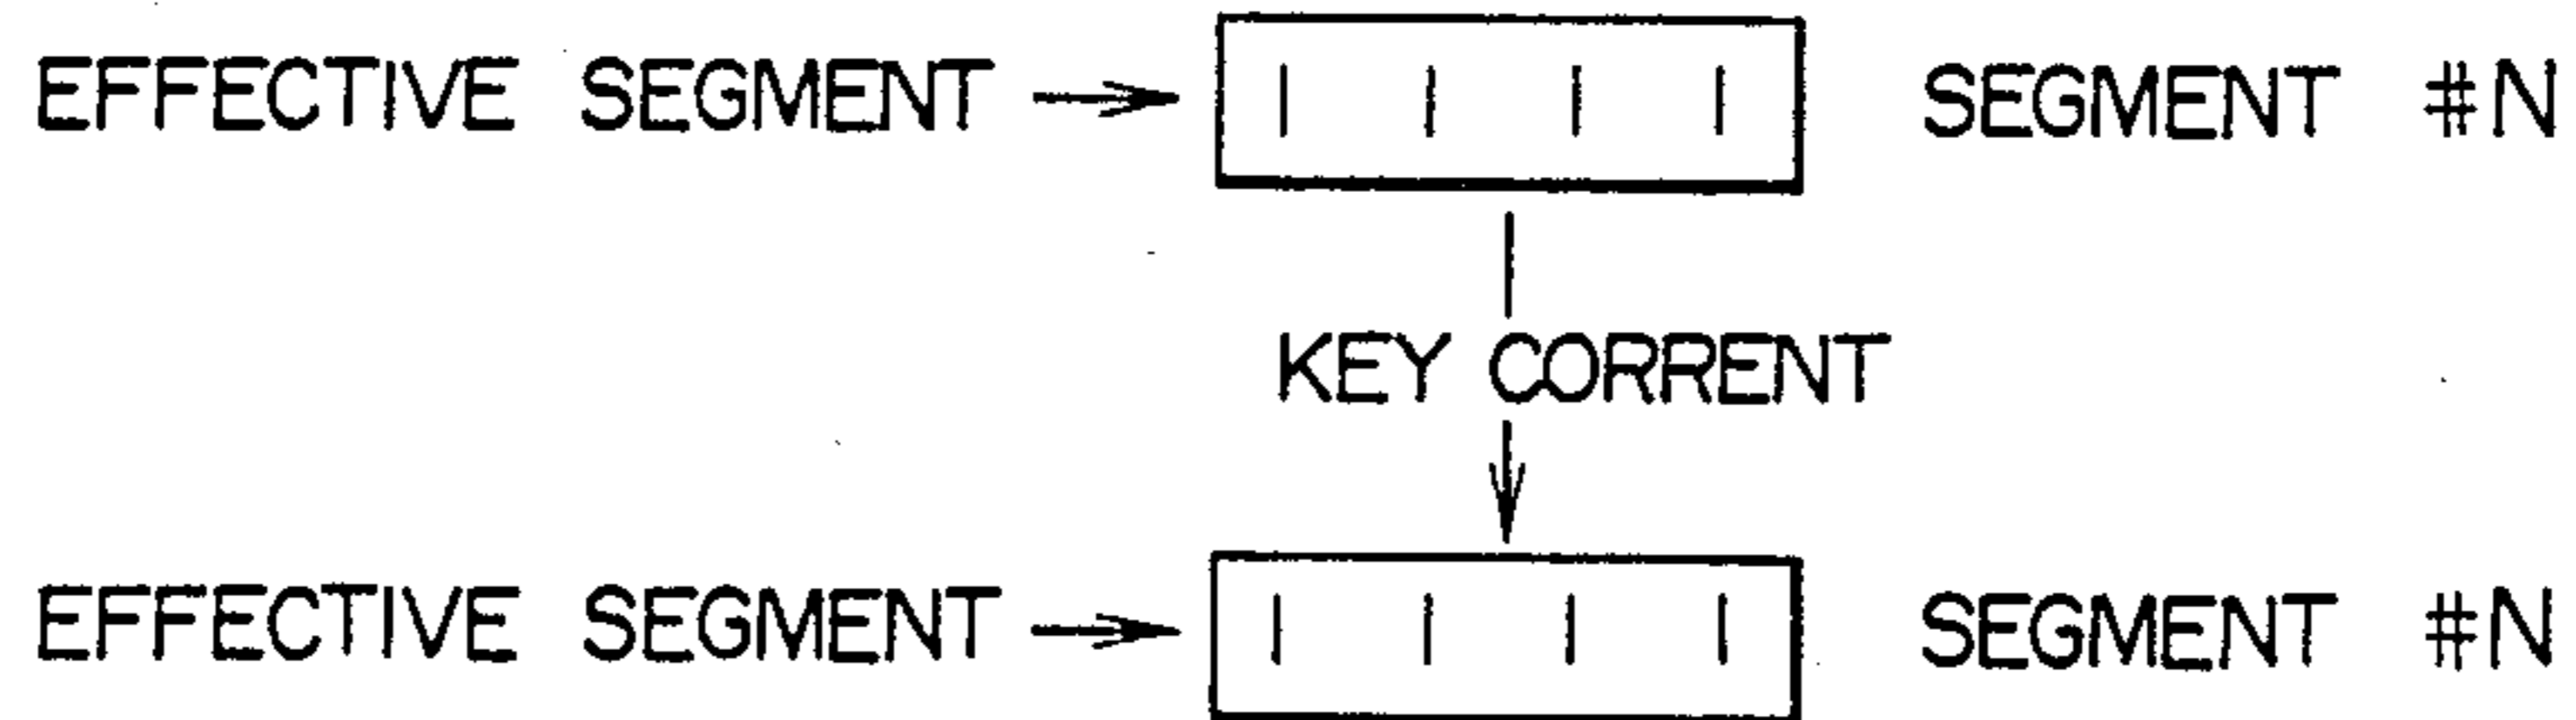 EFFECTIVE SEGMENT → | | | | SEGMENT #N
KEY CORRENT
EFFECTIVE SEGMENT → | | | | SEGMENT #N